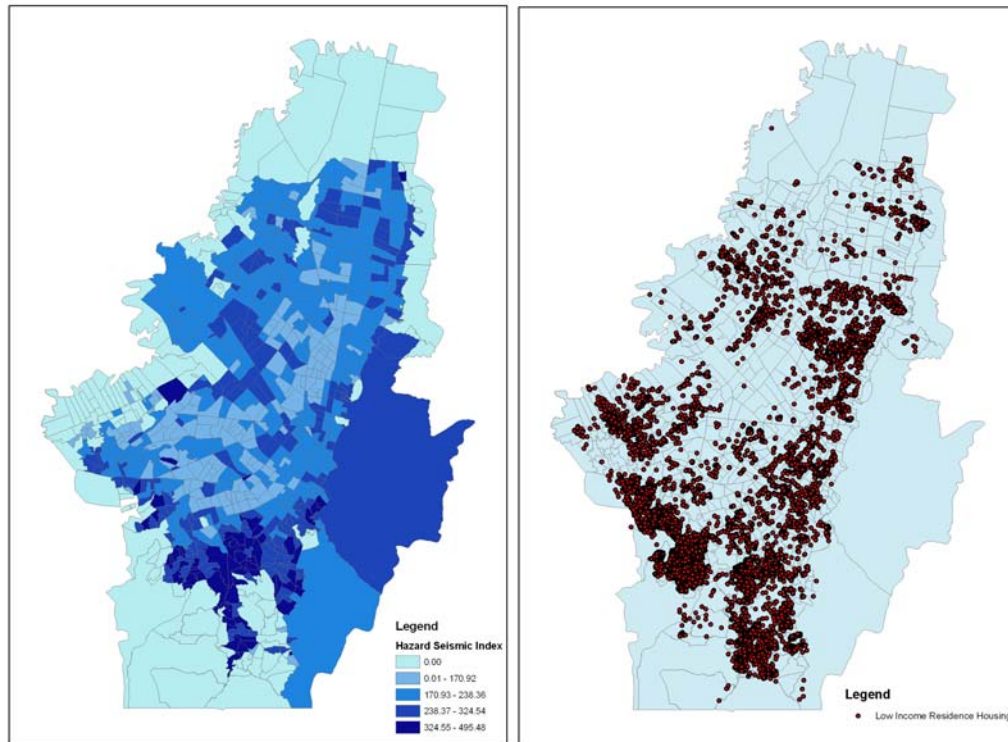 Legend
Hazard Seismic Index
0.00
0.01 - 170.92
170.93 - 238.36
238.37 - 324.54
324.55 - 495.48
Legend
Low Income Residence Housing